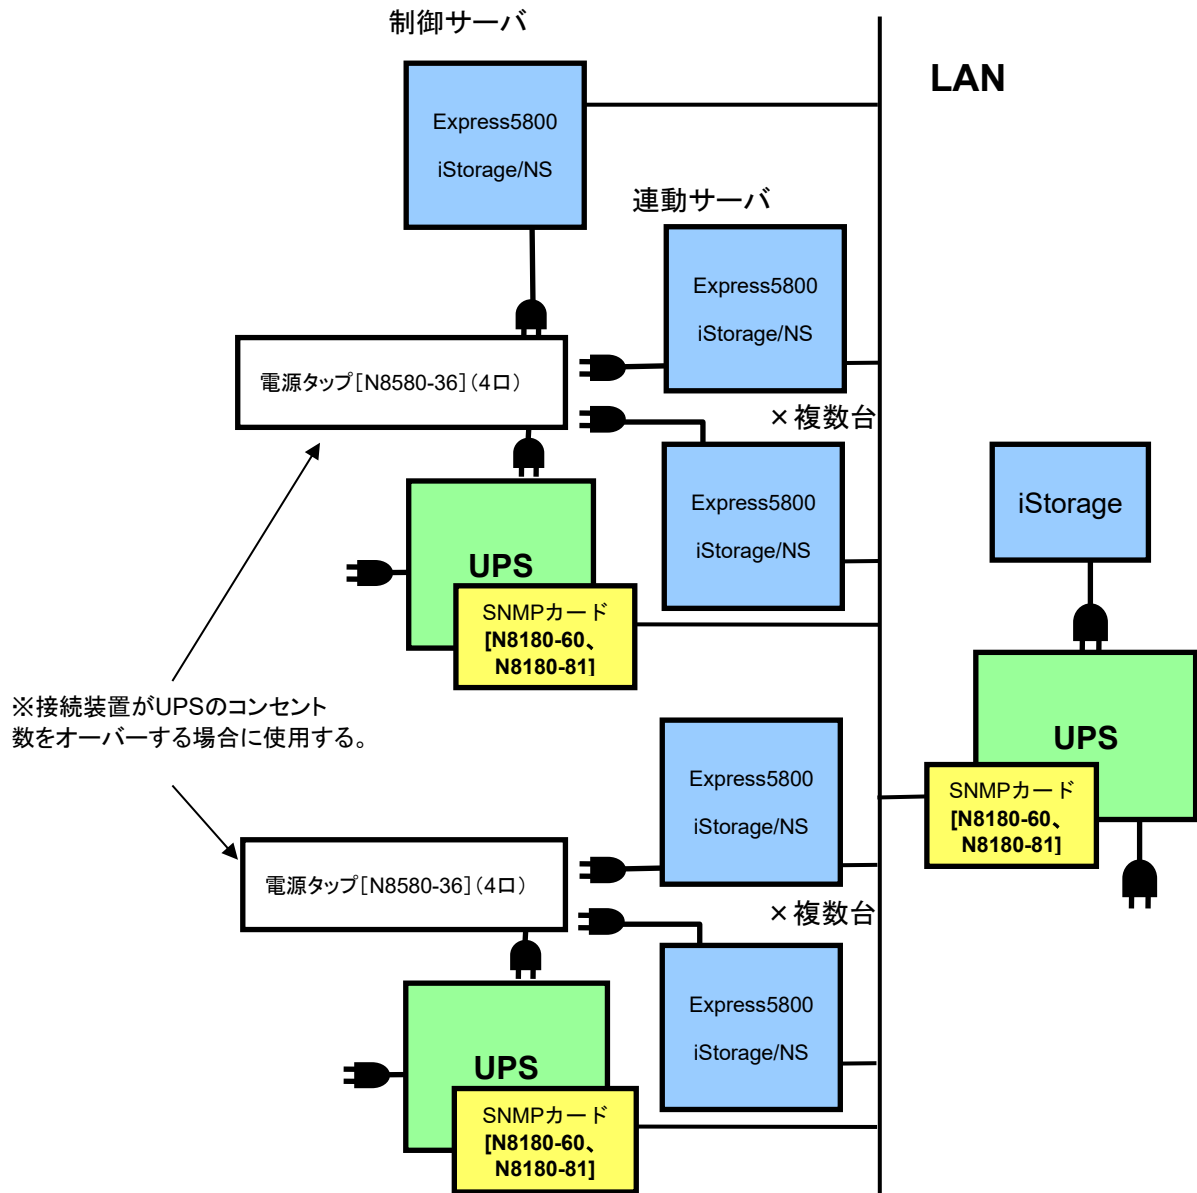 制御サーバ
LAN
Express5800
iStorage/NS
連動サーバ
Express5800
iStorage/NS
電源タップ[N8580-36](4口)
×複数台
Express5800
iStorage/NS
iStorage
UPS
SNMPカード
[N8180-60、
N8180-81]
※接続装置がUPSのコンセント
数をオーバーする場合に使用する。
UPS
SNMPカード
[N8180-60、
N8180-81]
Express5800
iStorage/NS
電源タップ[N8580-36](4口)
×複数台
Express5800
iStorage/NS
UPS
SNMPカード
[N8180-60、
N8180-81]